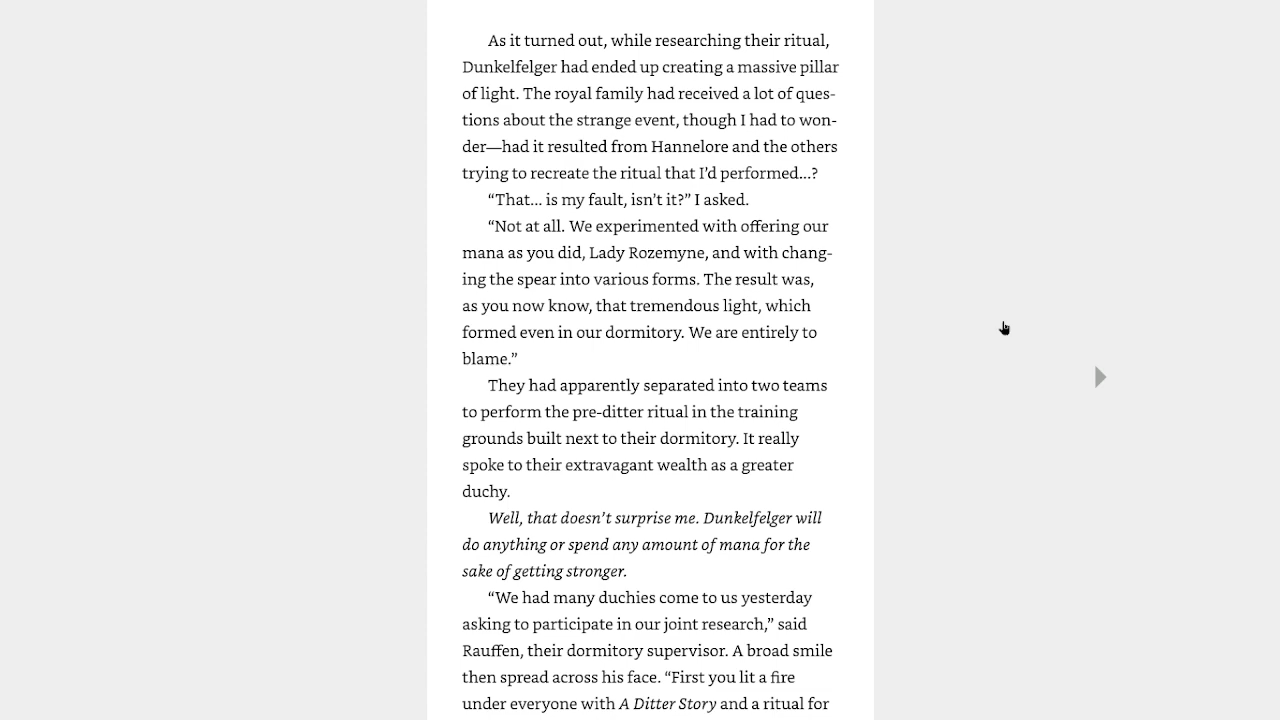 As it turned out, while researching their ritual,
Dunkelfelger had ended up creating a massive pillar
of light. The royal family had received a lot of ques-
tions about the strange event, though I had to won-
der—had it resulted from Hannelore and the others
trying to recreate the ritual that I’d performed...?
“That... is my fault, isn’t it?” I asked.
“Not at all. We experimented with offering our
mana as you did, Lady Rozemyne, and with chang-
ing the spear into various forms. The result was,
as you now know, that tremendous light, which
formed even in our dormitory. We are entirely to
blame.”
They had apparently separated into two teams
to perform the pre-ditter ritual in the training
grounds built next to their dormitory. It really
spoke to their extravagant wealth as a greater
duchy.
Well, that doesn’t surprise me. Dunkelfelger will
do anything or spend any amount of mana for the
sake of getting stronger.
“We had many duchies come to us yesterday
asking to participate in our joint research,” said
Rauffen, their dormitory supervisor. A broad smile
then spread across his face. “First you lit a fire
under everyone with A Ditter Story and a ritual for